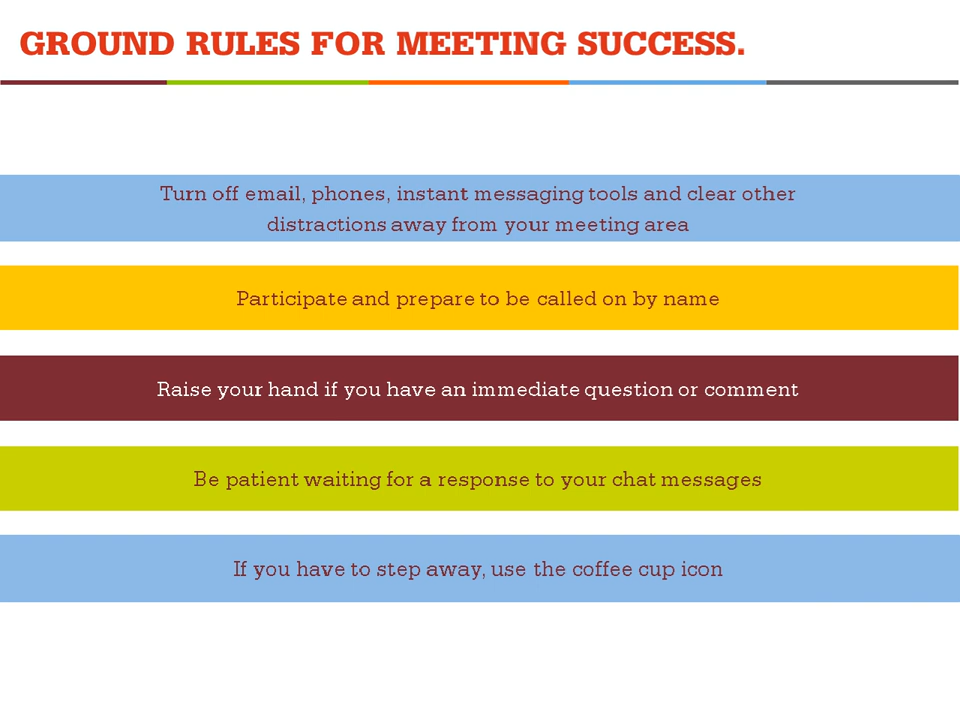 GROUND RULES FOR MEETING SUCCESS.
Turn off email, phones, instant messaging tools and clear other
distractions away from your meeting area
Participate and prepare to be called on by name
Raise your hand if you have an immediate question or comment
Be patient waiting for a response to your chat messages
If you have to step away, use the coffee cup icon